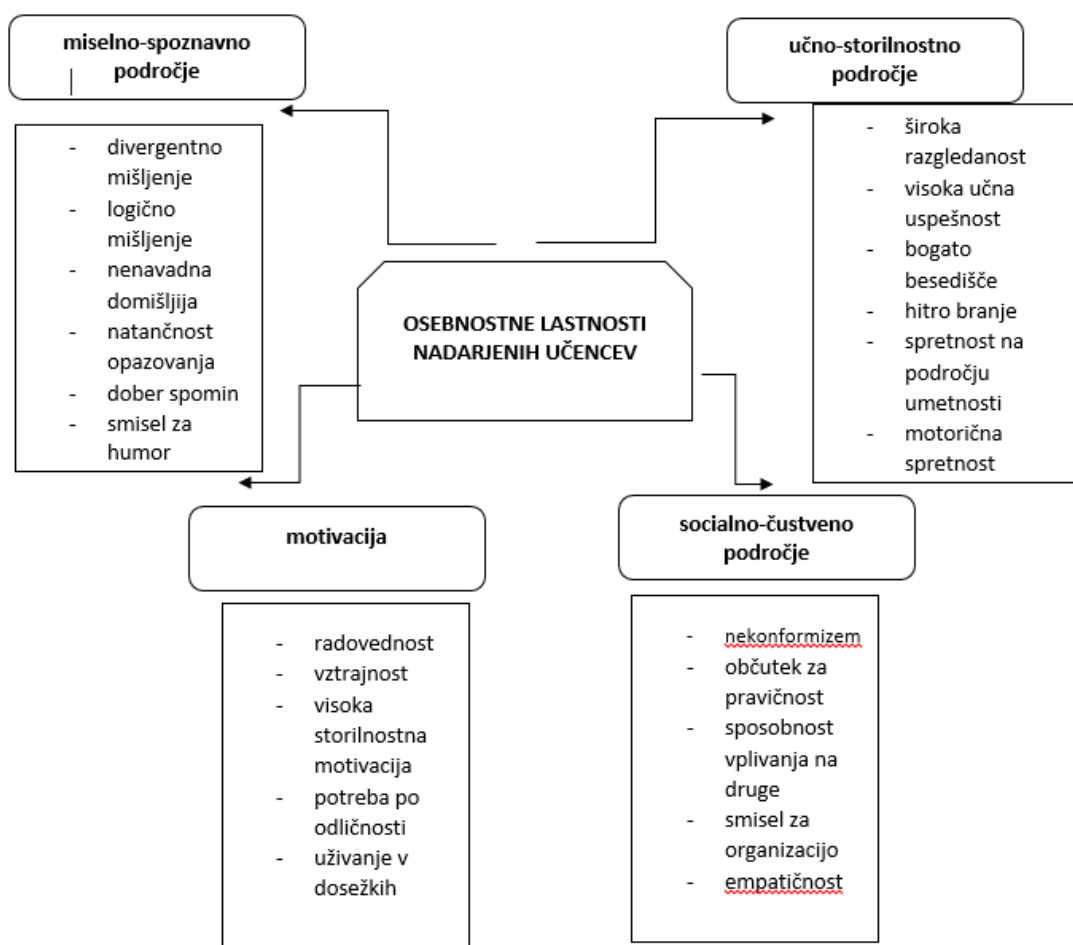 miselno-spoznavno
področje
- divergentno
mišljenje
- logično
mišljenje
- nenavadna
domišljija
- natančnost
opazovanja
- dober spomin
- smisel za
humor
učno-storilnostno
področje
- široka
razgledanost
- visoka učna
uspešnost
- bogato
besedišče
- hitro branje
- spretnost na
področju
umetnosti
- motorična
spretnost
OSEBNOSTNE LASTNOSTI
NADARJENIH UČENCEV
motivacija
- radovednost
- vztrajnost
- visoka
storilnostna
motivacija
- potreba po
odličnosti
- uživanje v
dosežkih
socialno-čustveno
področje
- nekonformizem
- občutek za
pravičnost
- sposobnost
vplivanja na
druge
- smisel za
organizacijo
- empatičnost